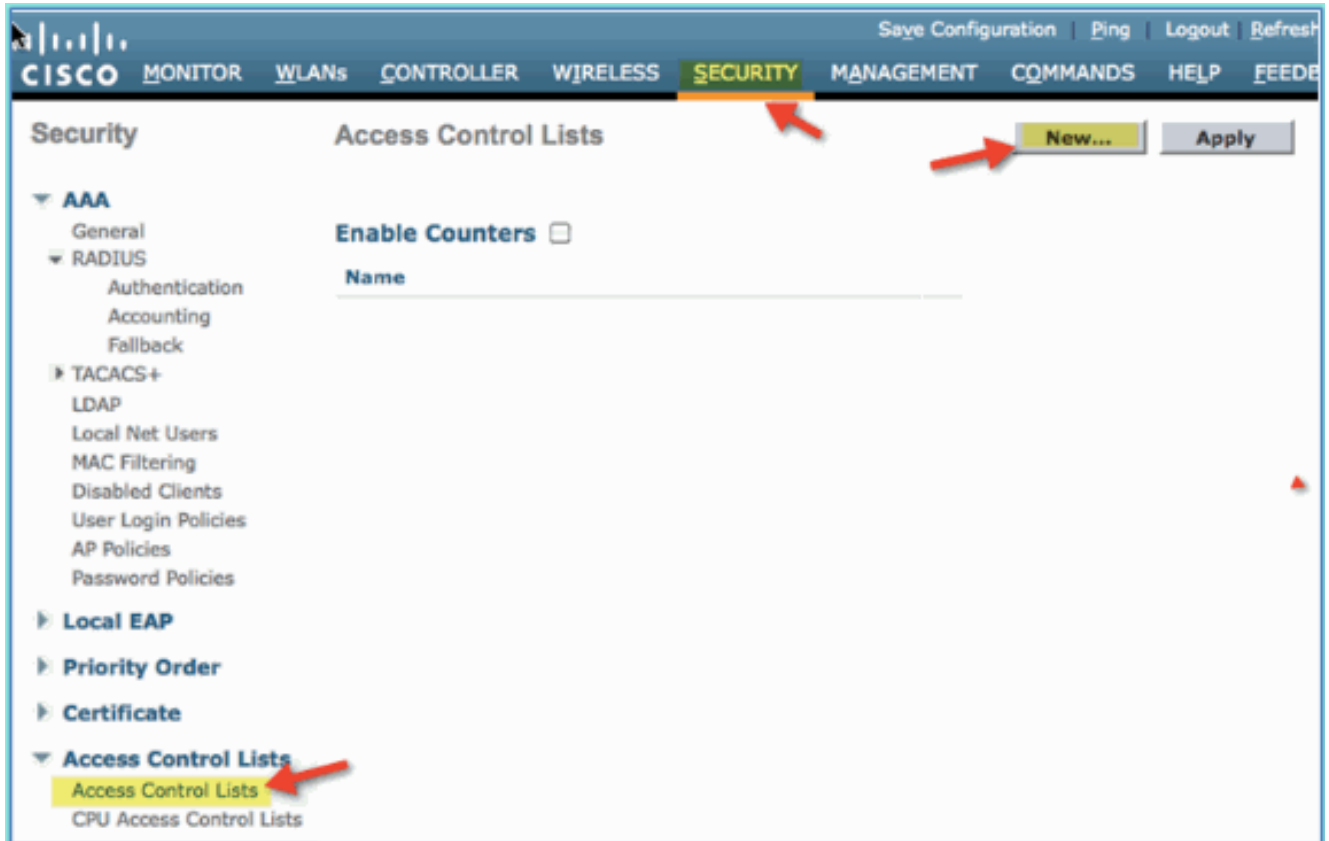 Save Configuration | Ping | Logout | Refresh
CISCO MONITOR WLANs CONTROLLER WIRELESS SECURITY MANAGEMENT COMMANDS HELP FEEDB
Security
Access Control Lists
New...
Apply
AAA
General
RADIUS
Authentication
Accounting
Fallback
TACACS+
LDAP
Local Net Users
MAC Filtering
Disabled Clients
User Login Policies
AP Policies
Password Policies
Local EAP
Priority Order
Certificate
Access Control Lists
Access Control Lists
CPU Access Control Lists
Enable Counters
Name